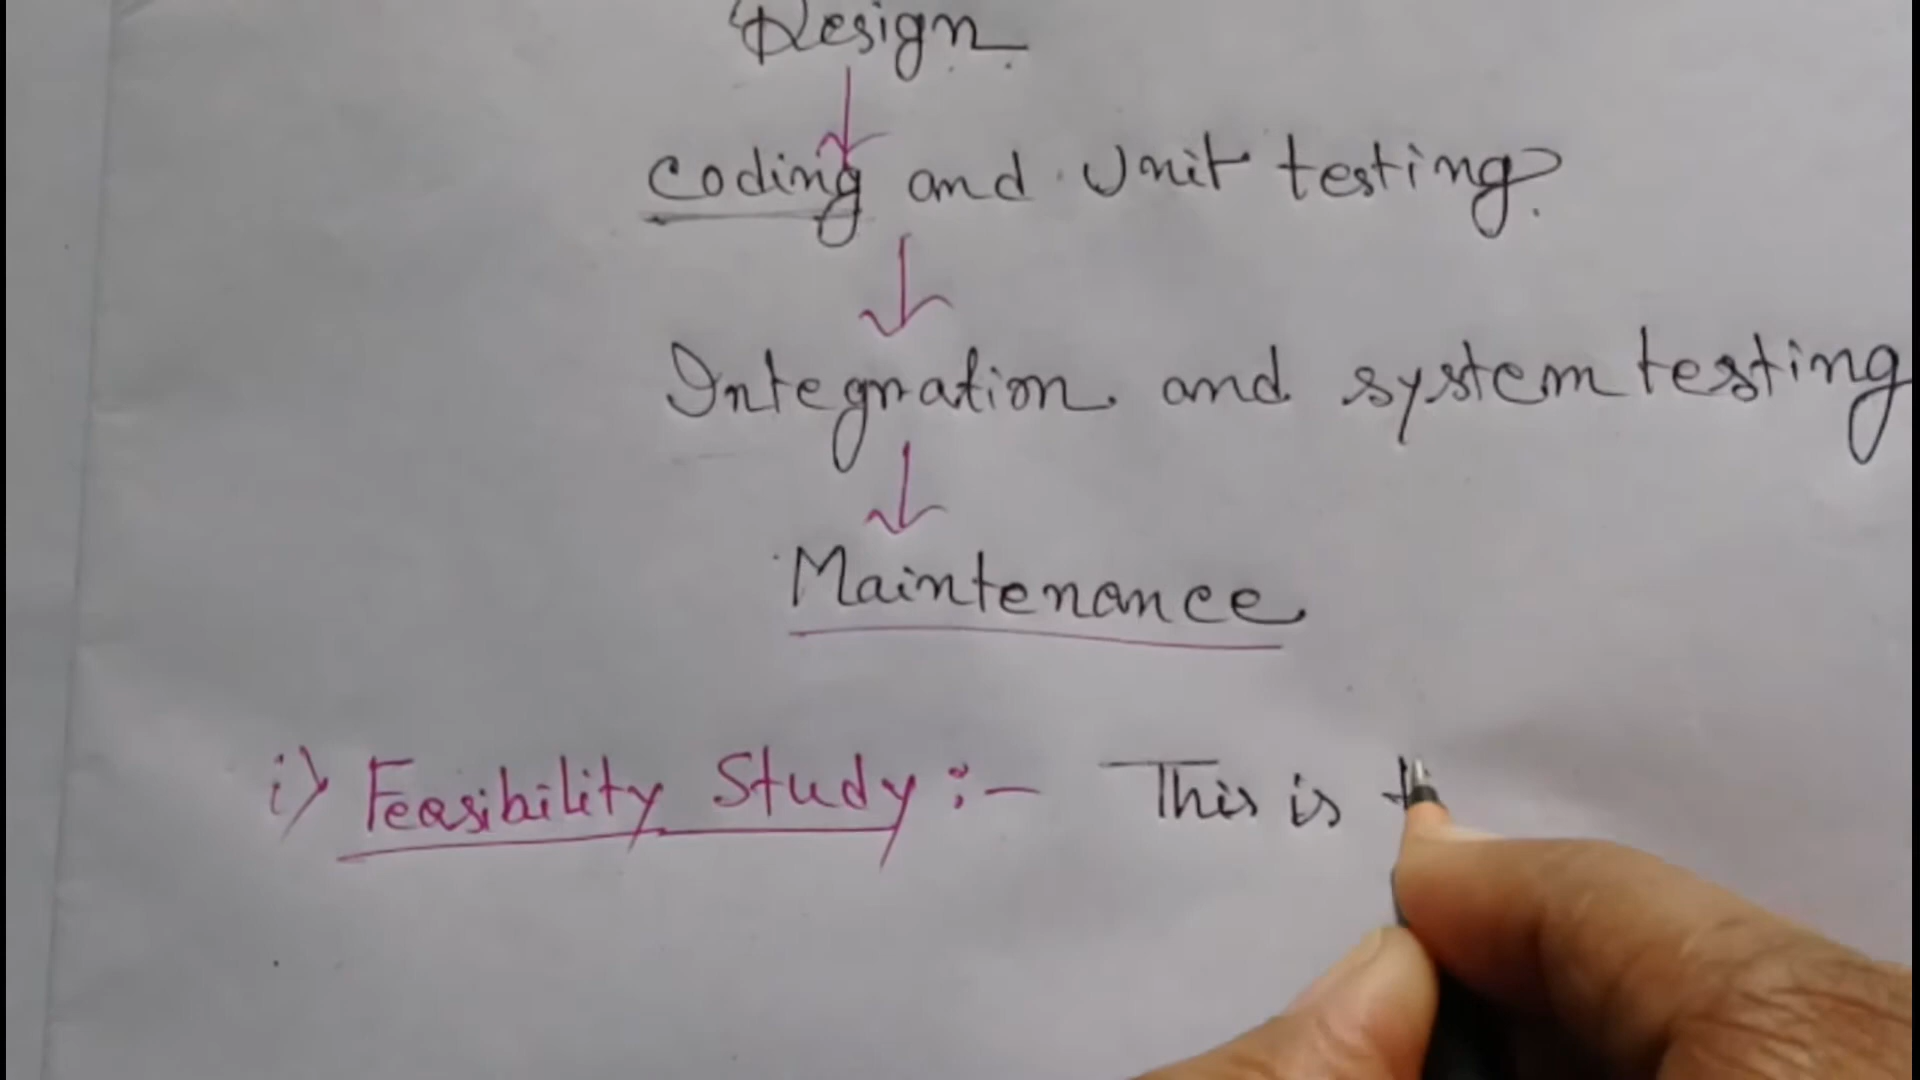 Design
Coding and Unit testing
Integration and system testing
Maintenance
i) Feasibility Study :- This is